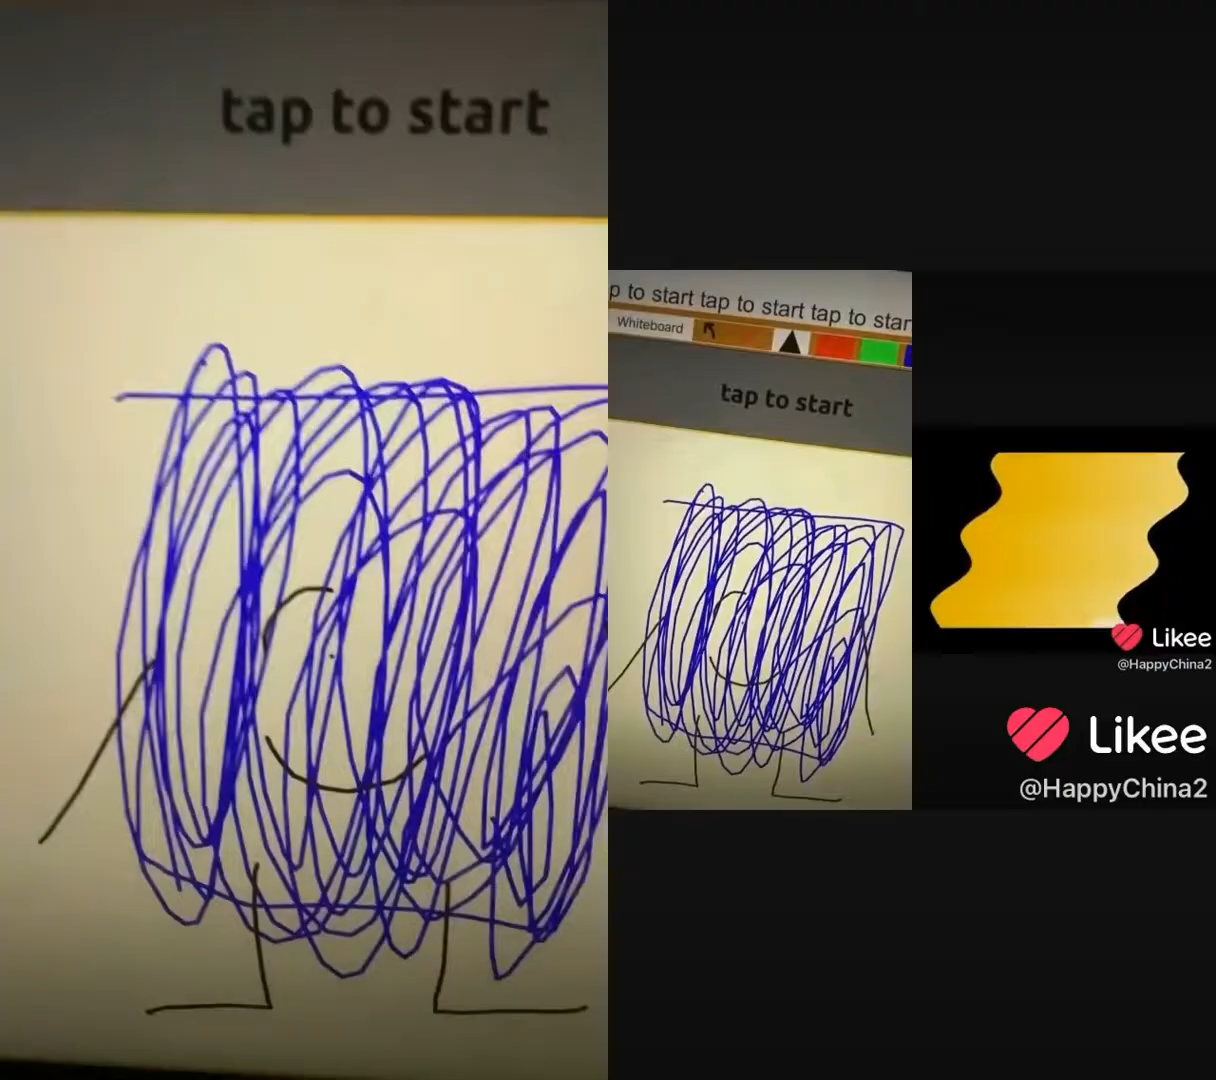 tap to start
p to start tap to start tap to star
Whiteboard
tap to start
Likee
@HappyChina2
Likee
@HappyChina2